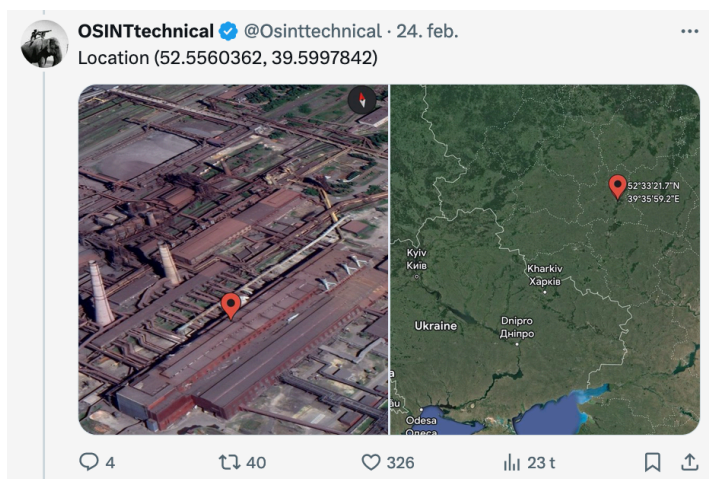 OSINTtechnical @Osinttechnical · 24. feb.
Location (52.5560362, 39.5997842)
52°33'21.7"N
39°35'59.2"E
Kyiv
Київ
Kharkiv
Харків
Ukraine
Dnipro
Дніпро
Odesa
Одеса
4 40 326 23 t